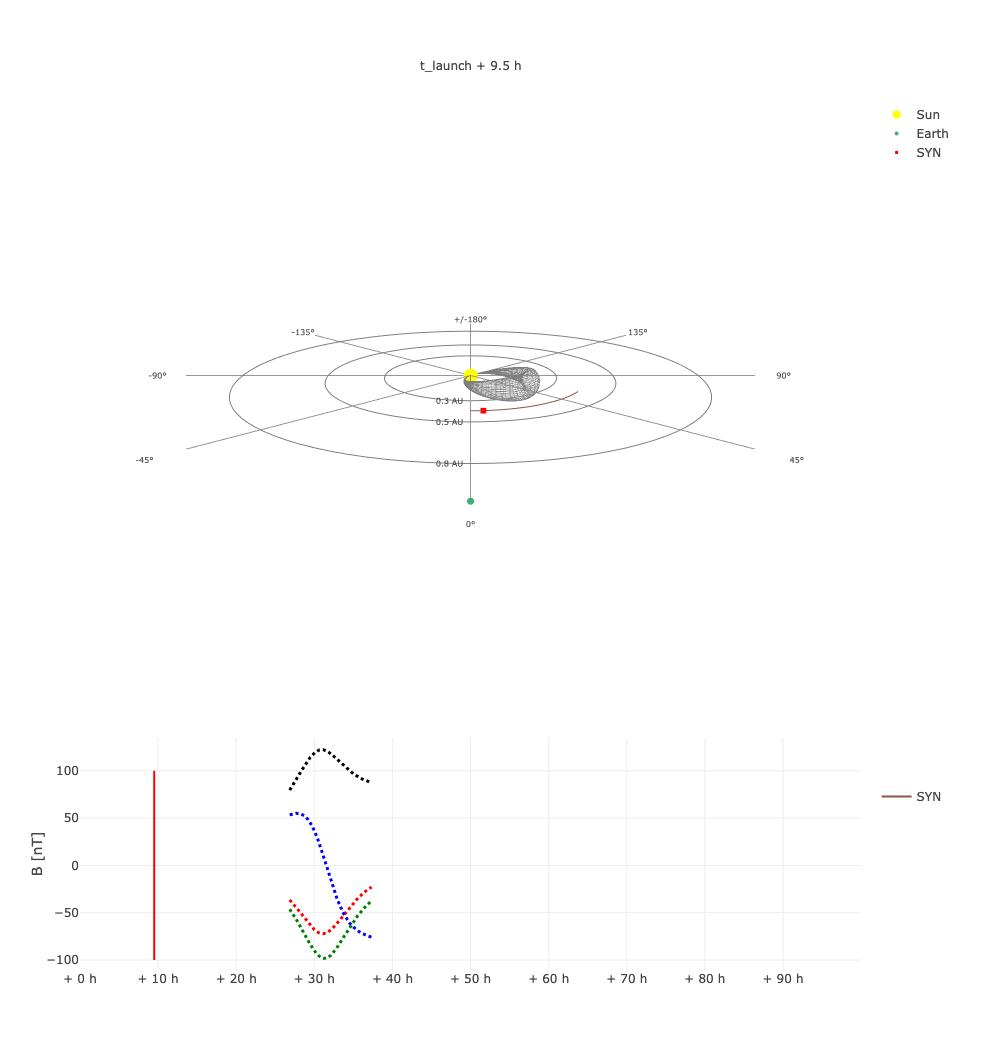 t_launch + 9.5 h
Sun
Earth
SYN
+/-180°
-135°
135°
-90°
90°
0.3 AU
0.5 AU
0.8 AU
-45°
45°
0°
100
50
0
−50
−100
B [nT]
SYN
+ 0 h
+ 10 h
+ 20 h
+ 30 h
+ 40 h
+ 50 h
+ 60 h
+ 70 h
+ 80 h
+ 90 h